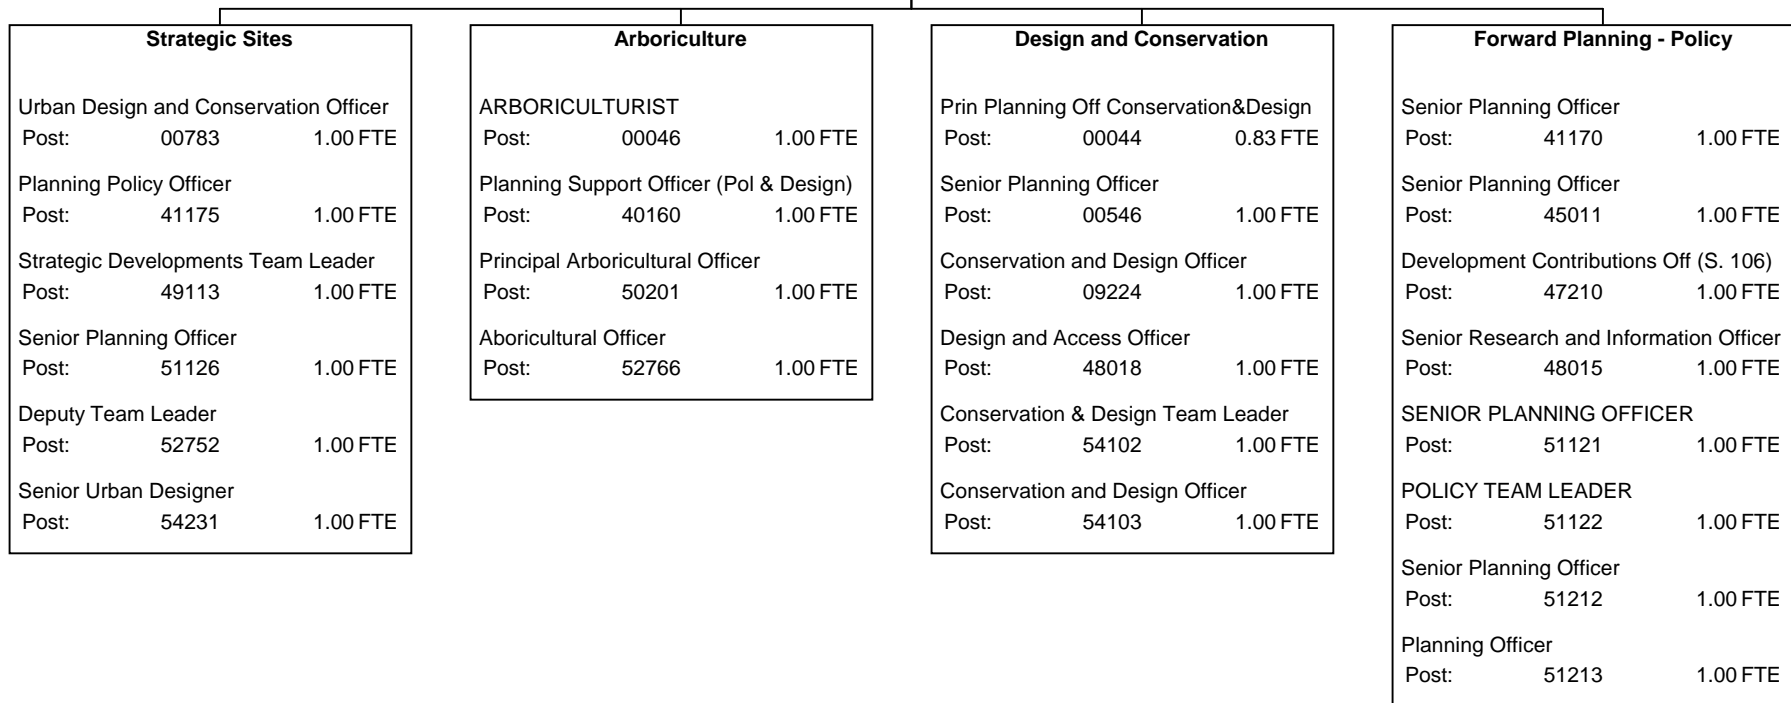 Strategic Sites
Urban Design and Conservation Officer
Post: 00783 1.00 FTE
Planning Policy Officer
Post: 41175 1.00 FTE
Strategic Developments Team Leader
Post: 49113 1.00 FTE
Senior Planning Officer
Post: 51126 1.00 FTE
Deputy Team Leader
Post: 52752 1.00 FTE
Senior Urban Designer
Post: 54231 1.00 FTE
Arboriculture
ARBORICULTURIST
Post: 00046 1.00 FTE
Planning Support Officer (Pol & Design)
Post: 40160 1.00 FTE
Principal Arboricultural Officer
Post: 50201 1.00 FTE
Aboricultural Officer
Post: 52766 1.00 FTE
Design and Conservation
Prin Planning Off Conservation&Design
Post: 00044 0.83 FTE
Senior Planning Officer
Post: 00546 1.00 FTE
Conservation and Design Officer
Post: 09224 1.00 FTE
Design and Access Officer
Post: 48018 1.00 FTE
Conservation & Design Team Leader
Post: 54102 1.00 FTE
Conservation and Design Officer
Post: 54103 1.00 FTE
Forward Planning - Policy
Senior Planning Officer
Post: 41170 1.00 FTE
Senior Planning Officer
Post: 45011 1.00 FTE
Development Contributions Off (S. 106)
Post: 47210 1.00 FTE
Senior Research and Information Officer
Post: 48015 1.00 FTE
SENIOR PLANNING OFFICER
Post: 51121 1.00 FTE
POLICY TEAM LEADER
Post: 51122 1.00 FTE
Senior Planning Officer
Post: 51212 1.00 FTE
Planning Officer
Post: 51213 1.00 FTE